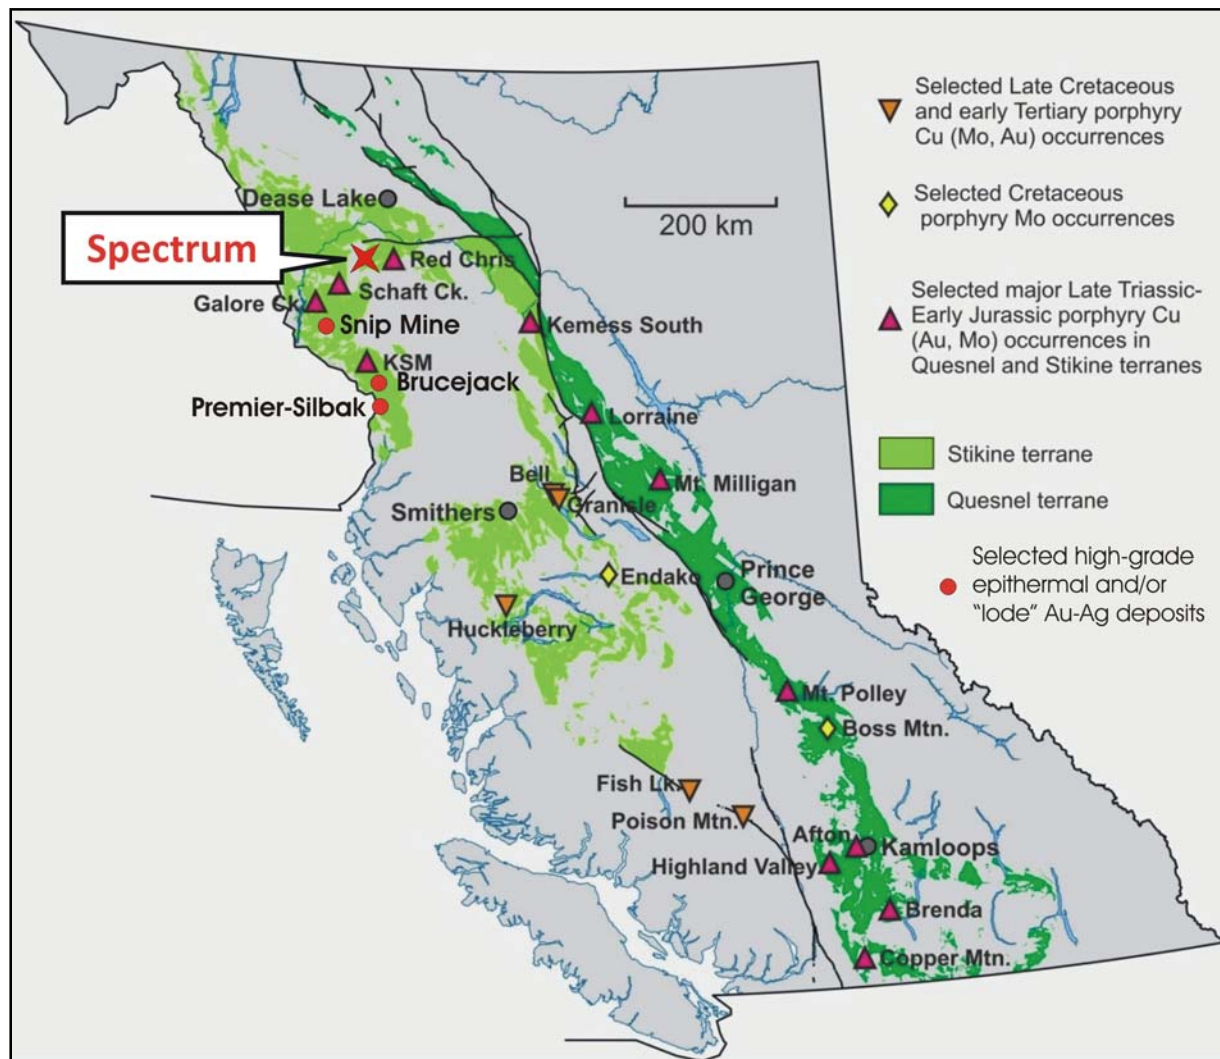 Selected Late Cretaceous
and early Tertiary porphyry
Cu (Mo, Au) occurrences
Selected Cretaceous
porphyry Mo occurrences
Selected major Late Triassic-
Early Jurassic porphyry Cu
(Au, Mo) occurrences in
Quesnel and Stikine terranes
Stikine terrane
Quesnel terrane
Selected high-grade
epithermal and/or
"lode" Au-Ag deposits
200 km
Dease Lake
Spectrum
Red Chris
Schaft Ck.
Galore Ck.
Snip Mine
Kemess South
KSM
Brucejack
Premier-Silbak
Lorraine
Bell
Mt. Milligan
Granisle
Smithers
Endako
Prince
George
Huckleberry
Mt. Polley
Boss Mtn.
Fish Lk.
Poison Mtn.
Afton
Kamloops
Highland Valley
Brenda
Copper Mtn.